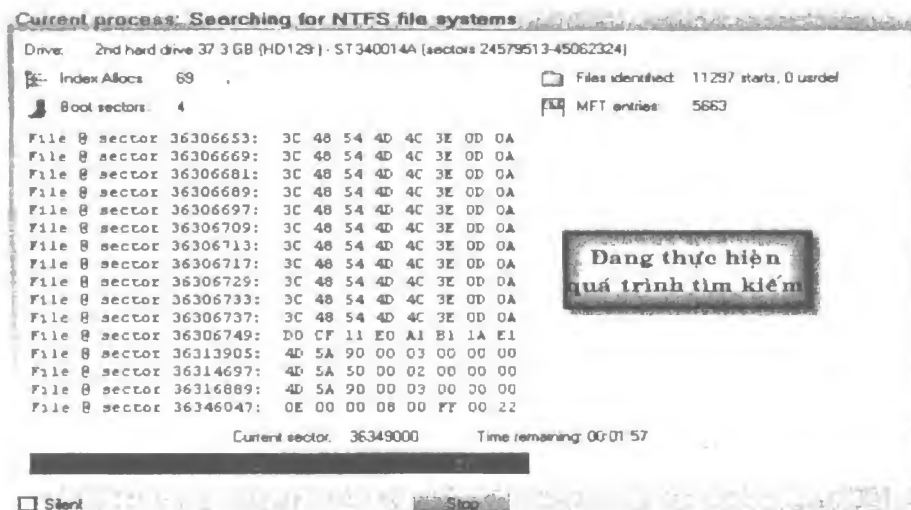 Current process: Searching for NTFS file systems
Drive: 2nd hard drive 37 3 GB (HD129:) - ST340014A (sectors 24579513-45062324)
Index Allocs 69
Files identified: 11297 starts, 0 usrdel
Boot sectors: 4
MFT entries: 5663
File @ sector 36306653: 3C 48 54 4D 4C 3E 0D 0A
File @ sector 36306669: 3C 48 54 4D 4C 3E 0D 0A
File @ sector 36306681: 3C 48 54 4D 4C 3E 0D 0A
File @ sector 36306689: 3C 48 54 4D 4C 3E 0D 0A
File @ sector 36306697: 3C 48 54 4D 4C 3E 0D 0A
File @ sector 36306709: 3C 48 54 4D 4C 3E 0D 0A
File @ sector 36306713: 3C 48 54 4D 4C 3E 0D 0A
File @ sector 36306717: 3C 48 54 4D 4C 3E 0D 0A
File @ sector 36306729: 3C 48 54 4D 4C 3E 0D 0A
File @ sector 36306733: 3C 48 54 4D 4C 3E 0D 0A
File @ sector 36306737: 3C 48 54 4D 4C 3E 0D 0A
File @ sector 36306749: D0 CF 11 E0 A1 B1 1A E1
File @ sector 36313905: 4D 5A 90 00 03 00 00 00
File @ sector 36314697: 4D 5A 50 00 02 00 00 00
File @ sector 36316889: 4D 5A 90 00 03 00 00 00
File @ sector 36346047: 0E 00 00 08 00 FF 00 22
Đang thực hiện
quá trình tìm kiếm
Current sector: 36349000 Time remaining: 00:01:57
Silent
Stop